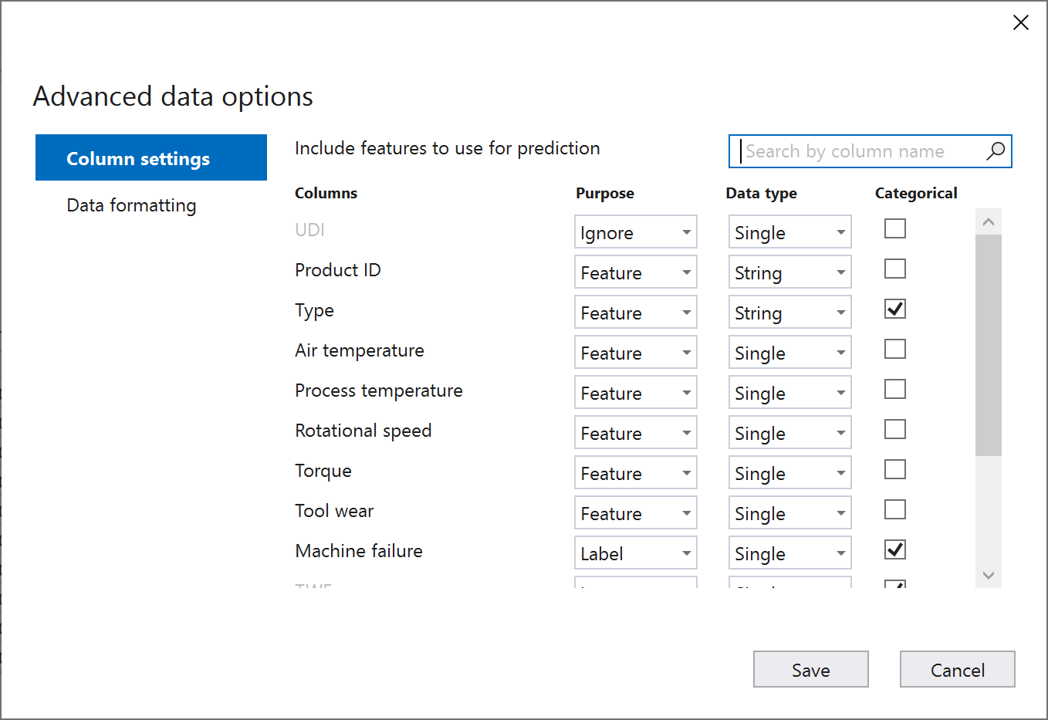 Advanced data options
Column settings
Data formatting
Include features to use for prediction
Search by column name
Columns Purpose Data type Categorical
UDI Ignore Single
Product ID Feature String
Type Feature String
Air temperature Feature Single
Process temperature Feature Single
Rotational speed Feature Single
Torque Feature Single
Tool wear Feature Single
Machine failure Label Single
Save Cancel